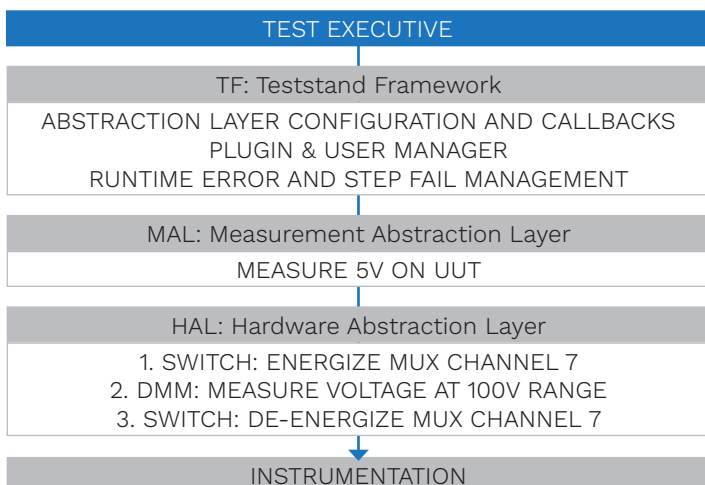 TEST EXECUTIVE
TF: Teststand Framework
ABSTRACTION LAYER CONFIGURATION AND CALLBACKS
PLUGIN & USER MANAGER
RUNTIME ERROR AND STEP FAIL MANAGEMENT
MAL: Measurement Abstraction Layer
MEASURE 5V ON UUT
HAL: Hardware Abstraction Layer
1. SWITCH: ENERGIZE MUX CHANNEL 7
2. DMM: MEASURE VOLTAGE AT 100V RANGE
3. SWITCH: DE-ENERGIZE MUX CHANNEL 7
INSTRUMENTATION